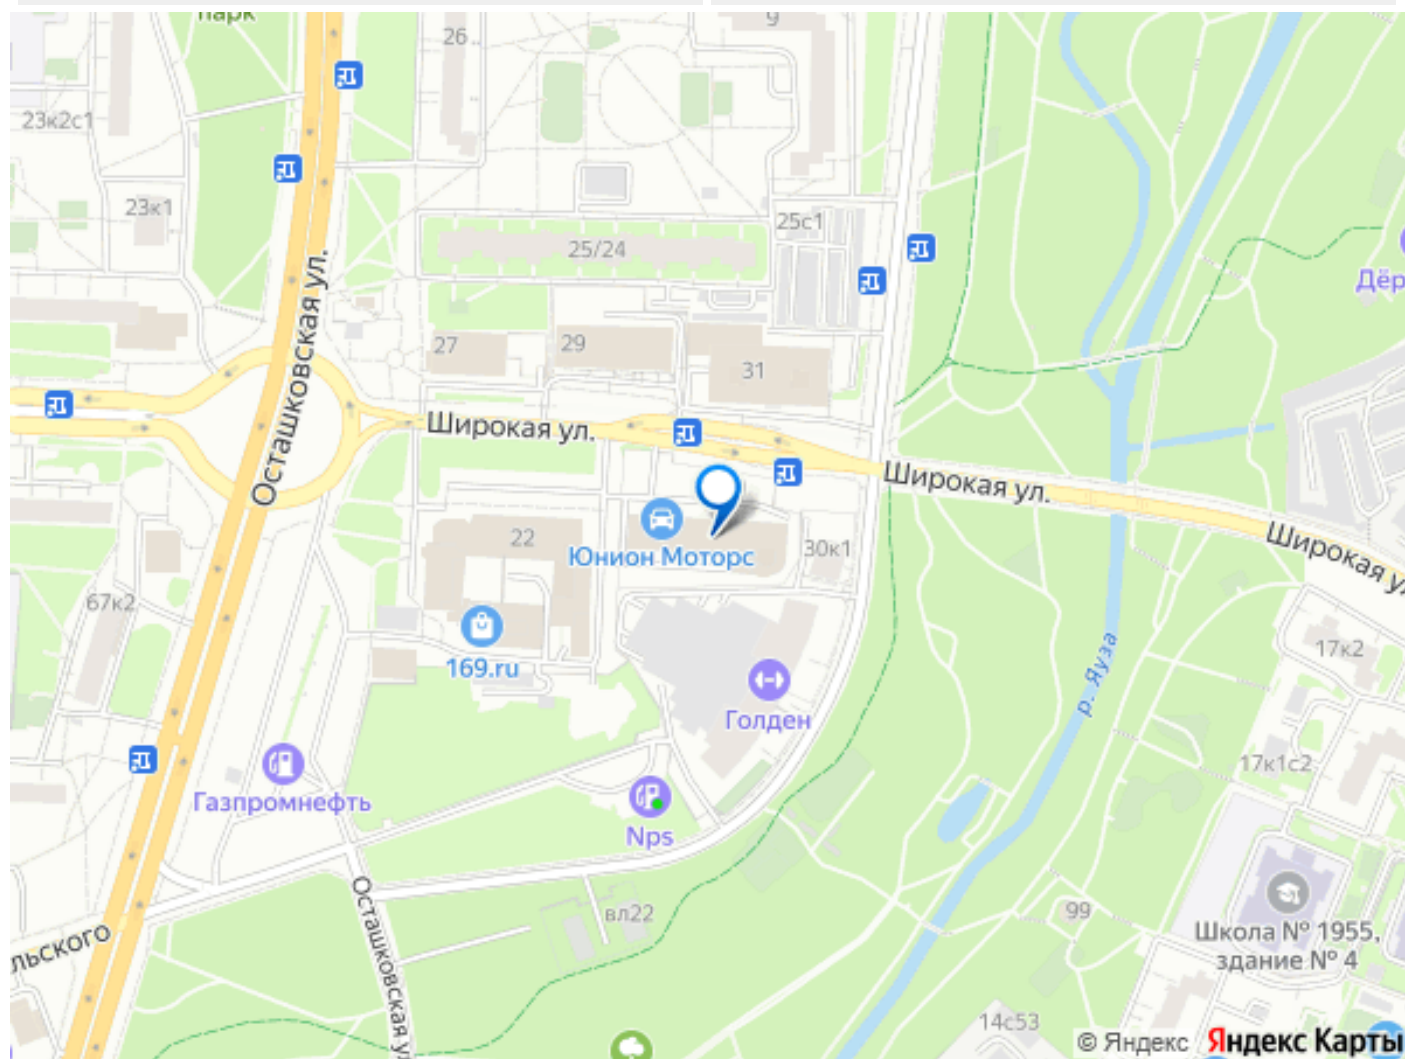 парк
9
26
23к2с1
23к1
25с1
25/24
Осташковская ул.
Дёр
27
29
31
Широкая ул.
Широкая ул.
Широкая ул
22
Юнион Моторс
30к1
67к2
169.ru
17к2
р. Яуза
Голден
17к1с2
Газпромнефть
Nps
Осташковская ул
вл22
99
льского
Школа № 1955,
здание № 4
14с53
© Яндекс Яндекс Карты